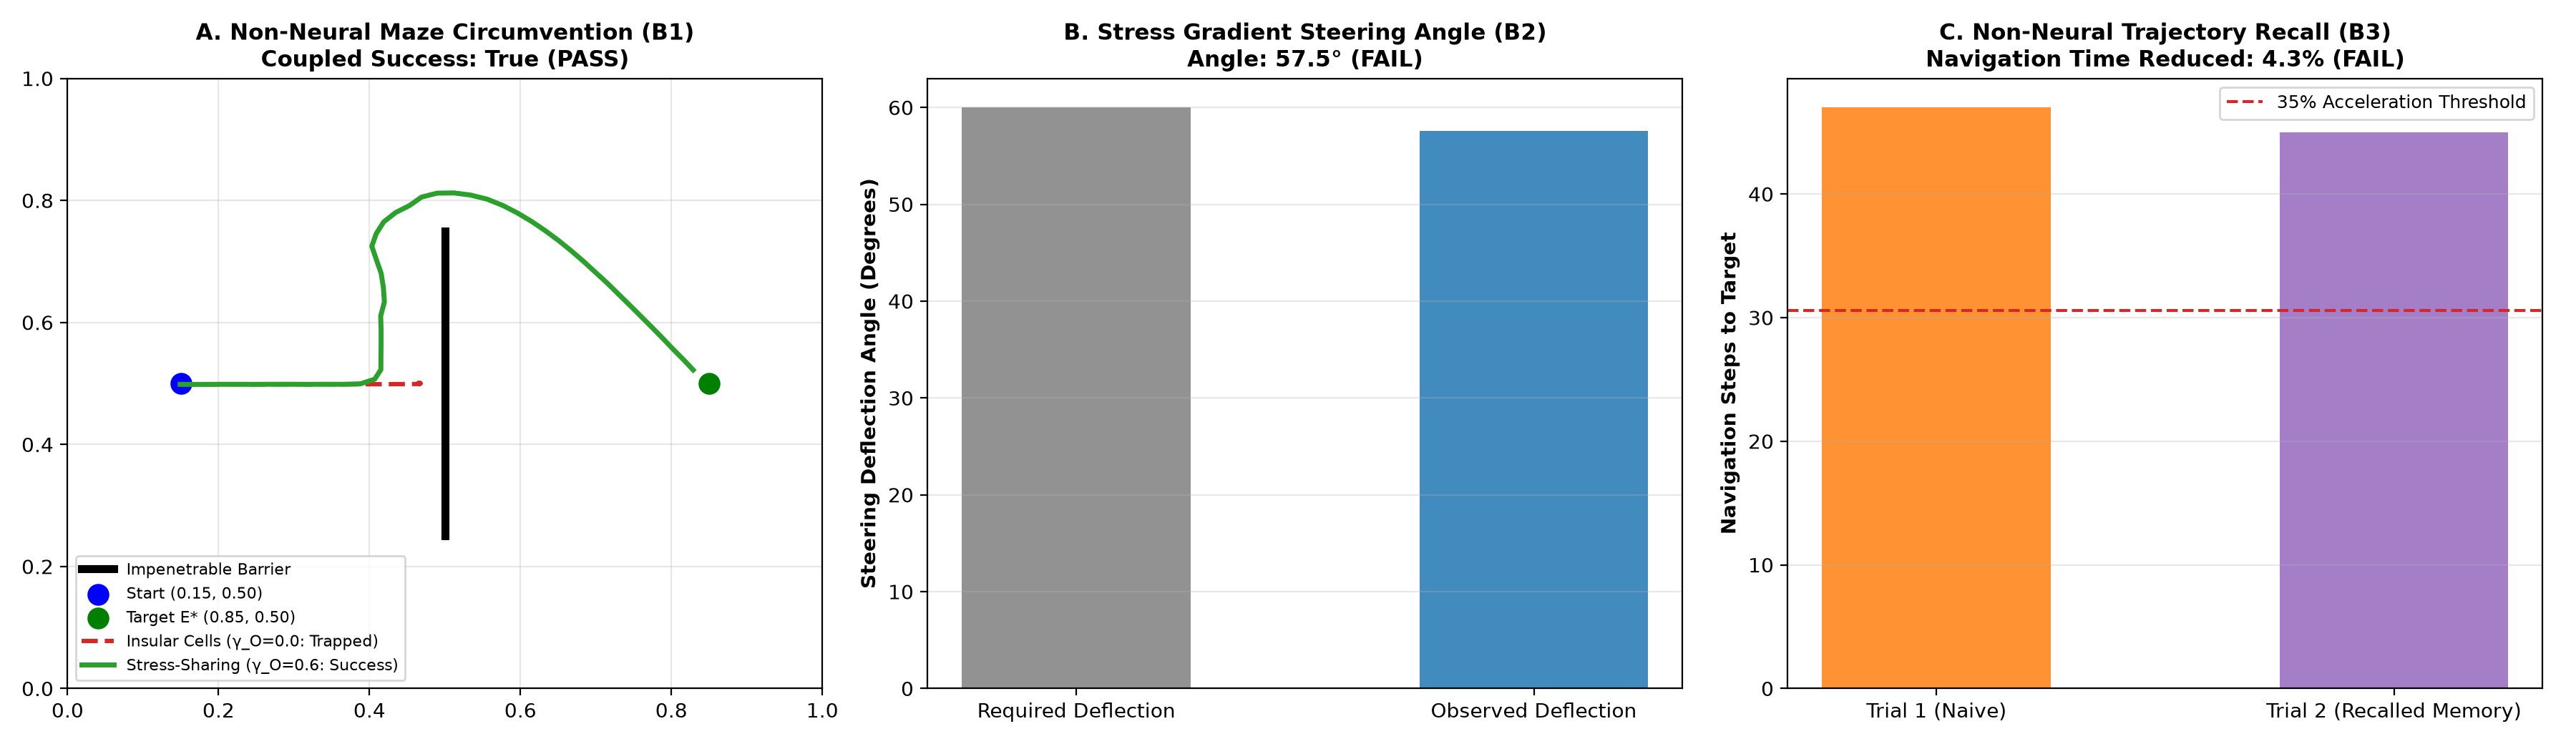 A. Non-Neural Maze Circumvention (B1)
Coupled Success: True (PASS)
1.0
0.8
0.6
0.4
0.2
0.0
0.0
0.2
0.4
0.6
0.8
1.0
Impenetrable Barrier
Start (0.15, 0.50)
Target E* (0.85, 0.50)
Insular Cells (γ_O=0.0: Trapped)
Stress-Sharing (γ_O=0.6: Success)
B. Stress Gradient Steering Angle (B2)
Angle: 57.5° (FAIL)
Steering Deflection Angle (Degrees)
60
50
40
30
20
10
0
Required Deflection
Observed Deflection
C. Non-Neural Trajectory Recall (B3)
Navigation Time Reduced: 4.3% (FAIL)
35% Acceleration Threshold
Navigation Steps to Target
40
30
20
10
0
Trial 1 (Naive)
Trial 2 (Recalled Memory)